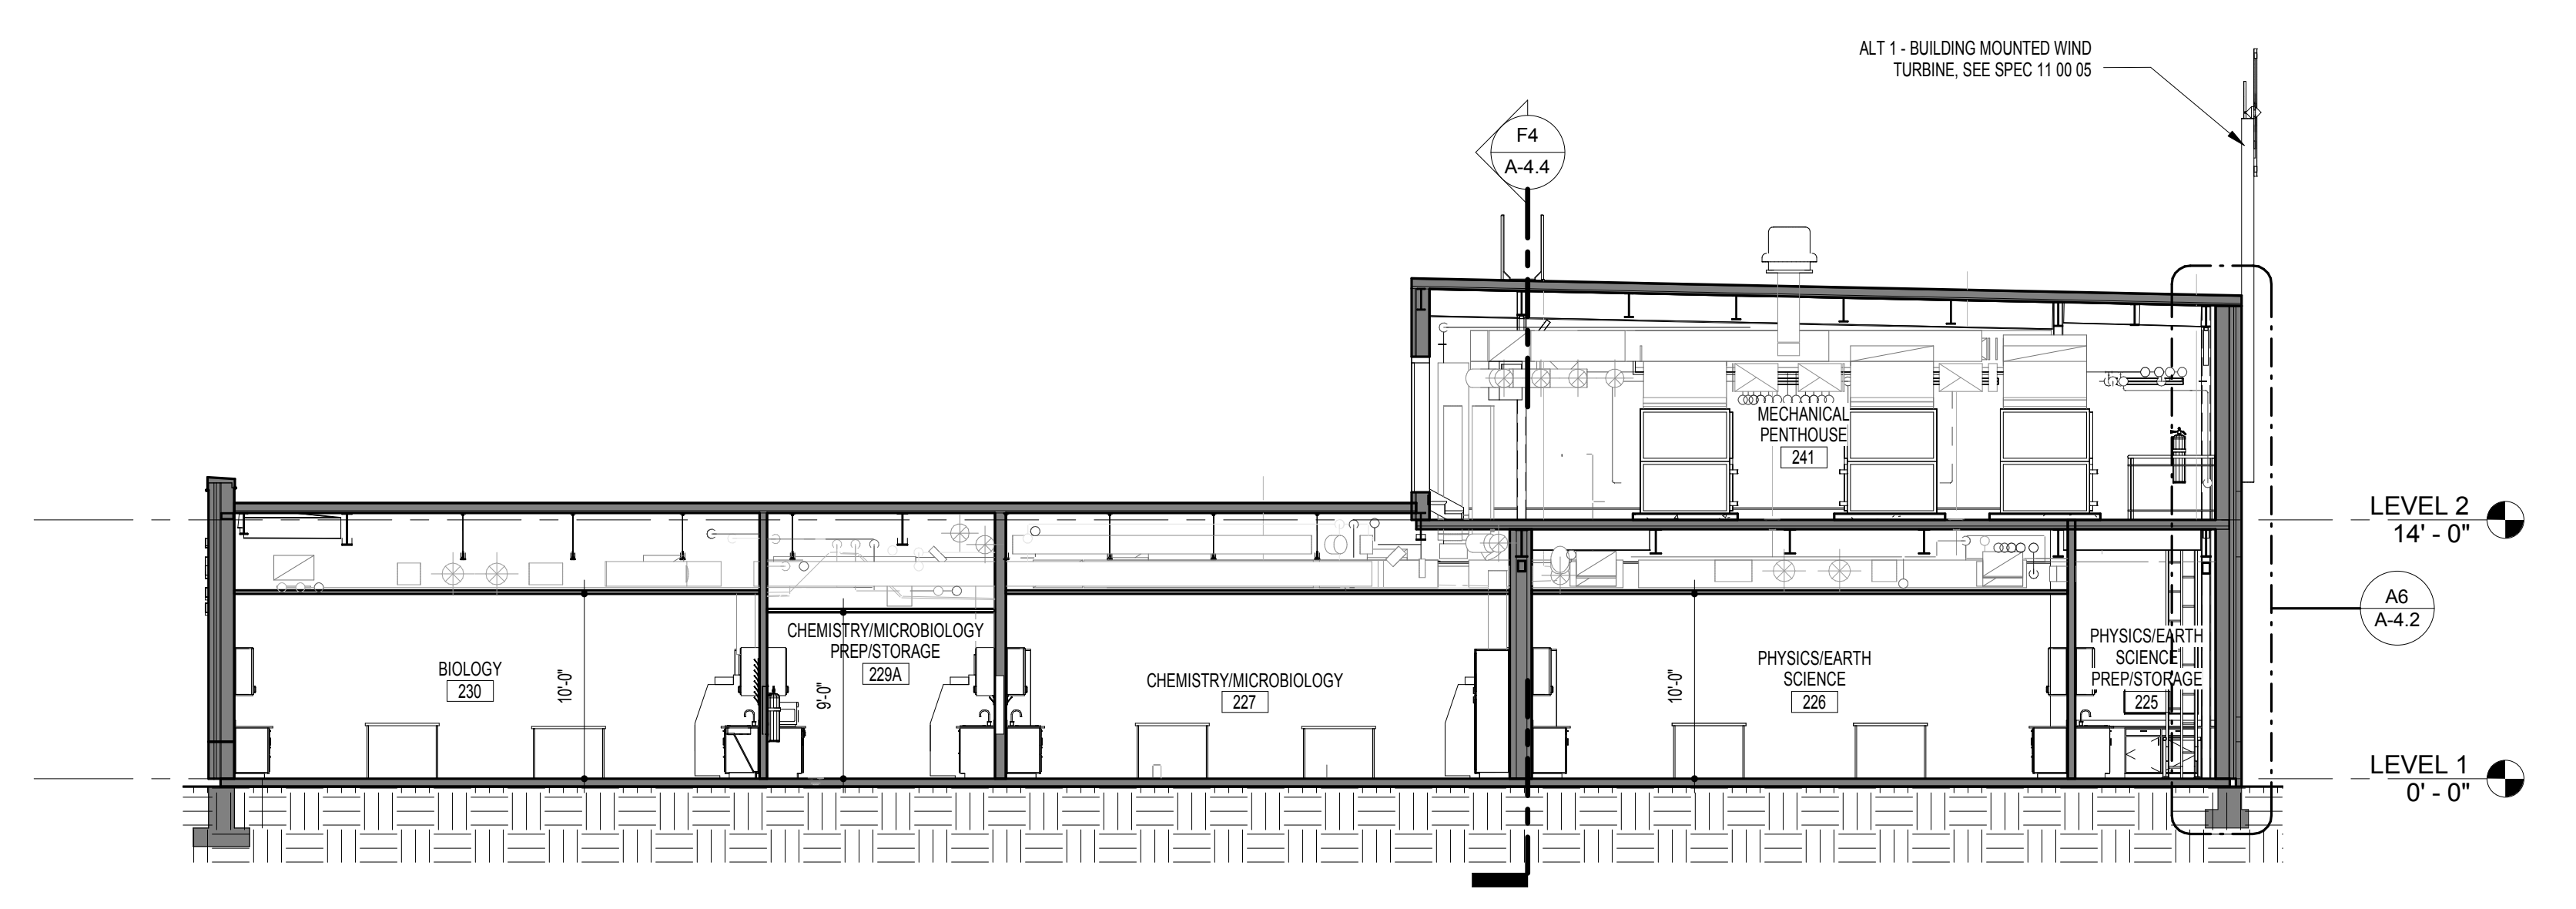 ALT 1 - BUILDING MOUNTED WIND
TURBINE, SEE SPEC 11 00 05
F4
A-4.4
MECHANICAL
PENTHOUSE
241
LEVEL 2
14' - 0"
A6
A-4.2
BIOLOGY
230
10'-0"
CHEMISTRY/MICROBIOLOGY
PREP/STORAGE
229A
9'-0"
CHEMISTRY/MICROBIOLOGY
227
10'-0"
PHYSICS/EARTH
SCIENCE
226
PHYSICS/EARTH
SCIENCE
PREP/STORAGE
225
LEVEL 1
0' - 0"